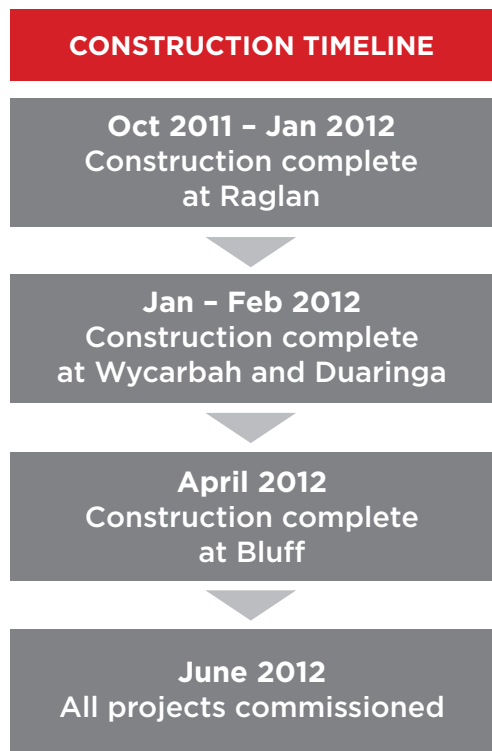 CONSTRUCTION TIMELINE
Oct 2011 – Jan 2012
Construction complete
at Raglan
Jan – Feb 2012
Construction complete
at Wycarbah and Duaringa
April 2012
Construction complete
at Bluff
June 2012
All projects commissioned